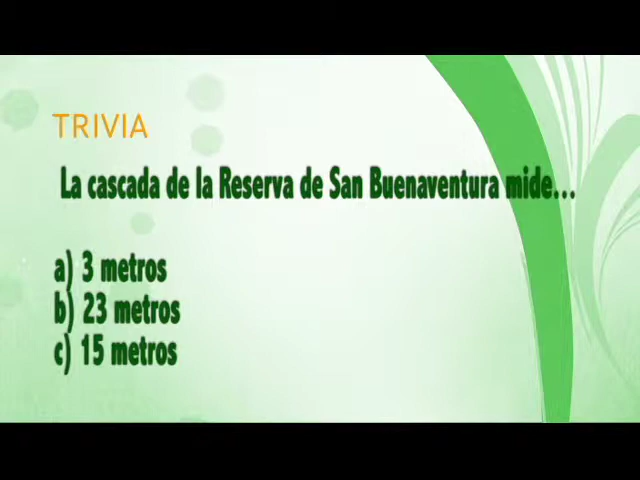 TRIVIA
La cascada de la Reserva de San Buenaventura mide...
a) 3 metros
b) 23 metros
c) 15 metros